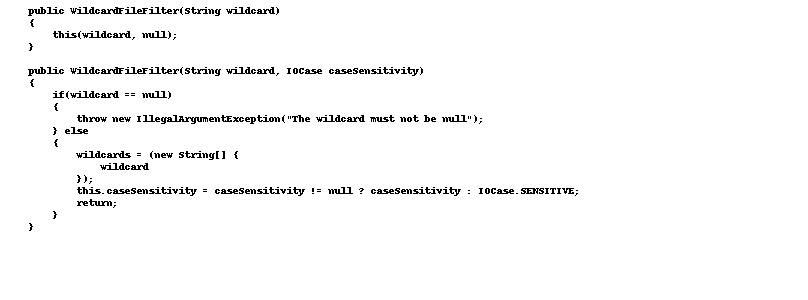 public WildcardFileFilter(String wildcard)
{
    this(wildcard, null);
}

public WildcardFileFilter(String wildcard, IOCase caseSensitivity)
{
    if(wildcard == null)
    {
        throw new IllegalArgumentException("The wildcard must not be null");
    } else
    {
        wildcards = (new String[] {
            wildcard
        });
        this.caseSensitivity = caseSensitivity != null ? caseSensitivity : IOCase.SENSITIVE;
        return;
    }
}